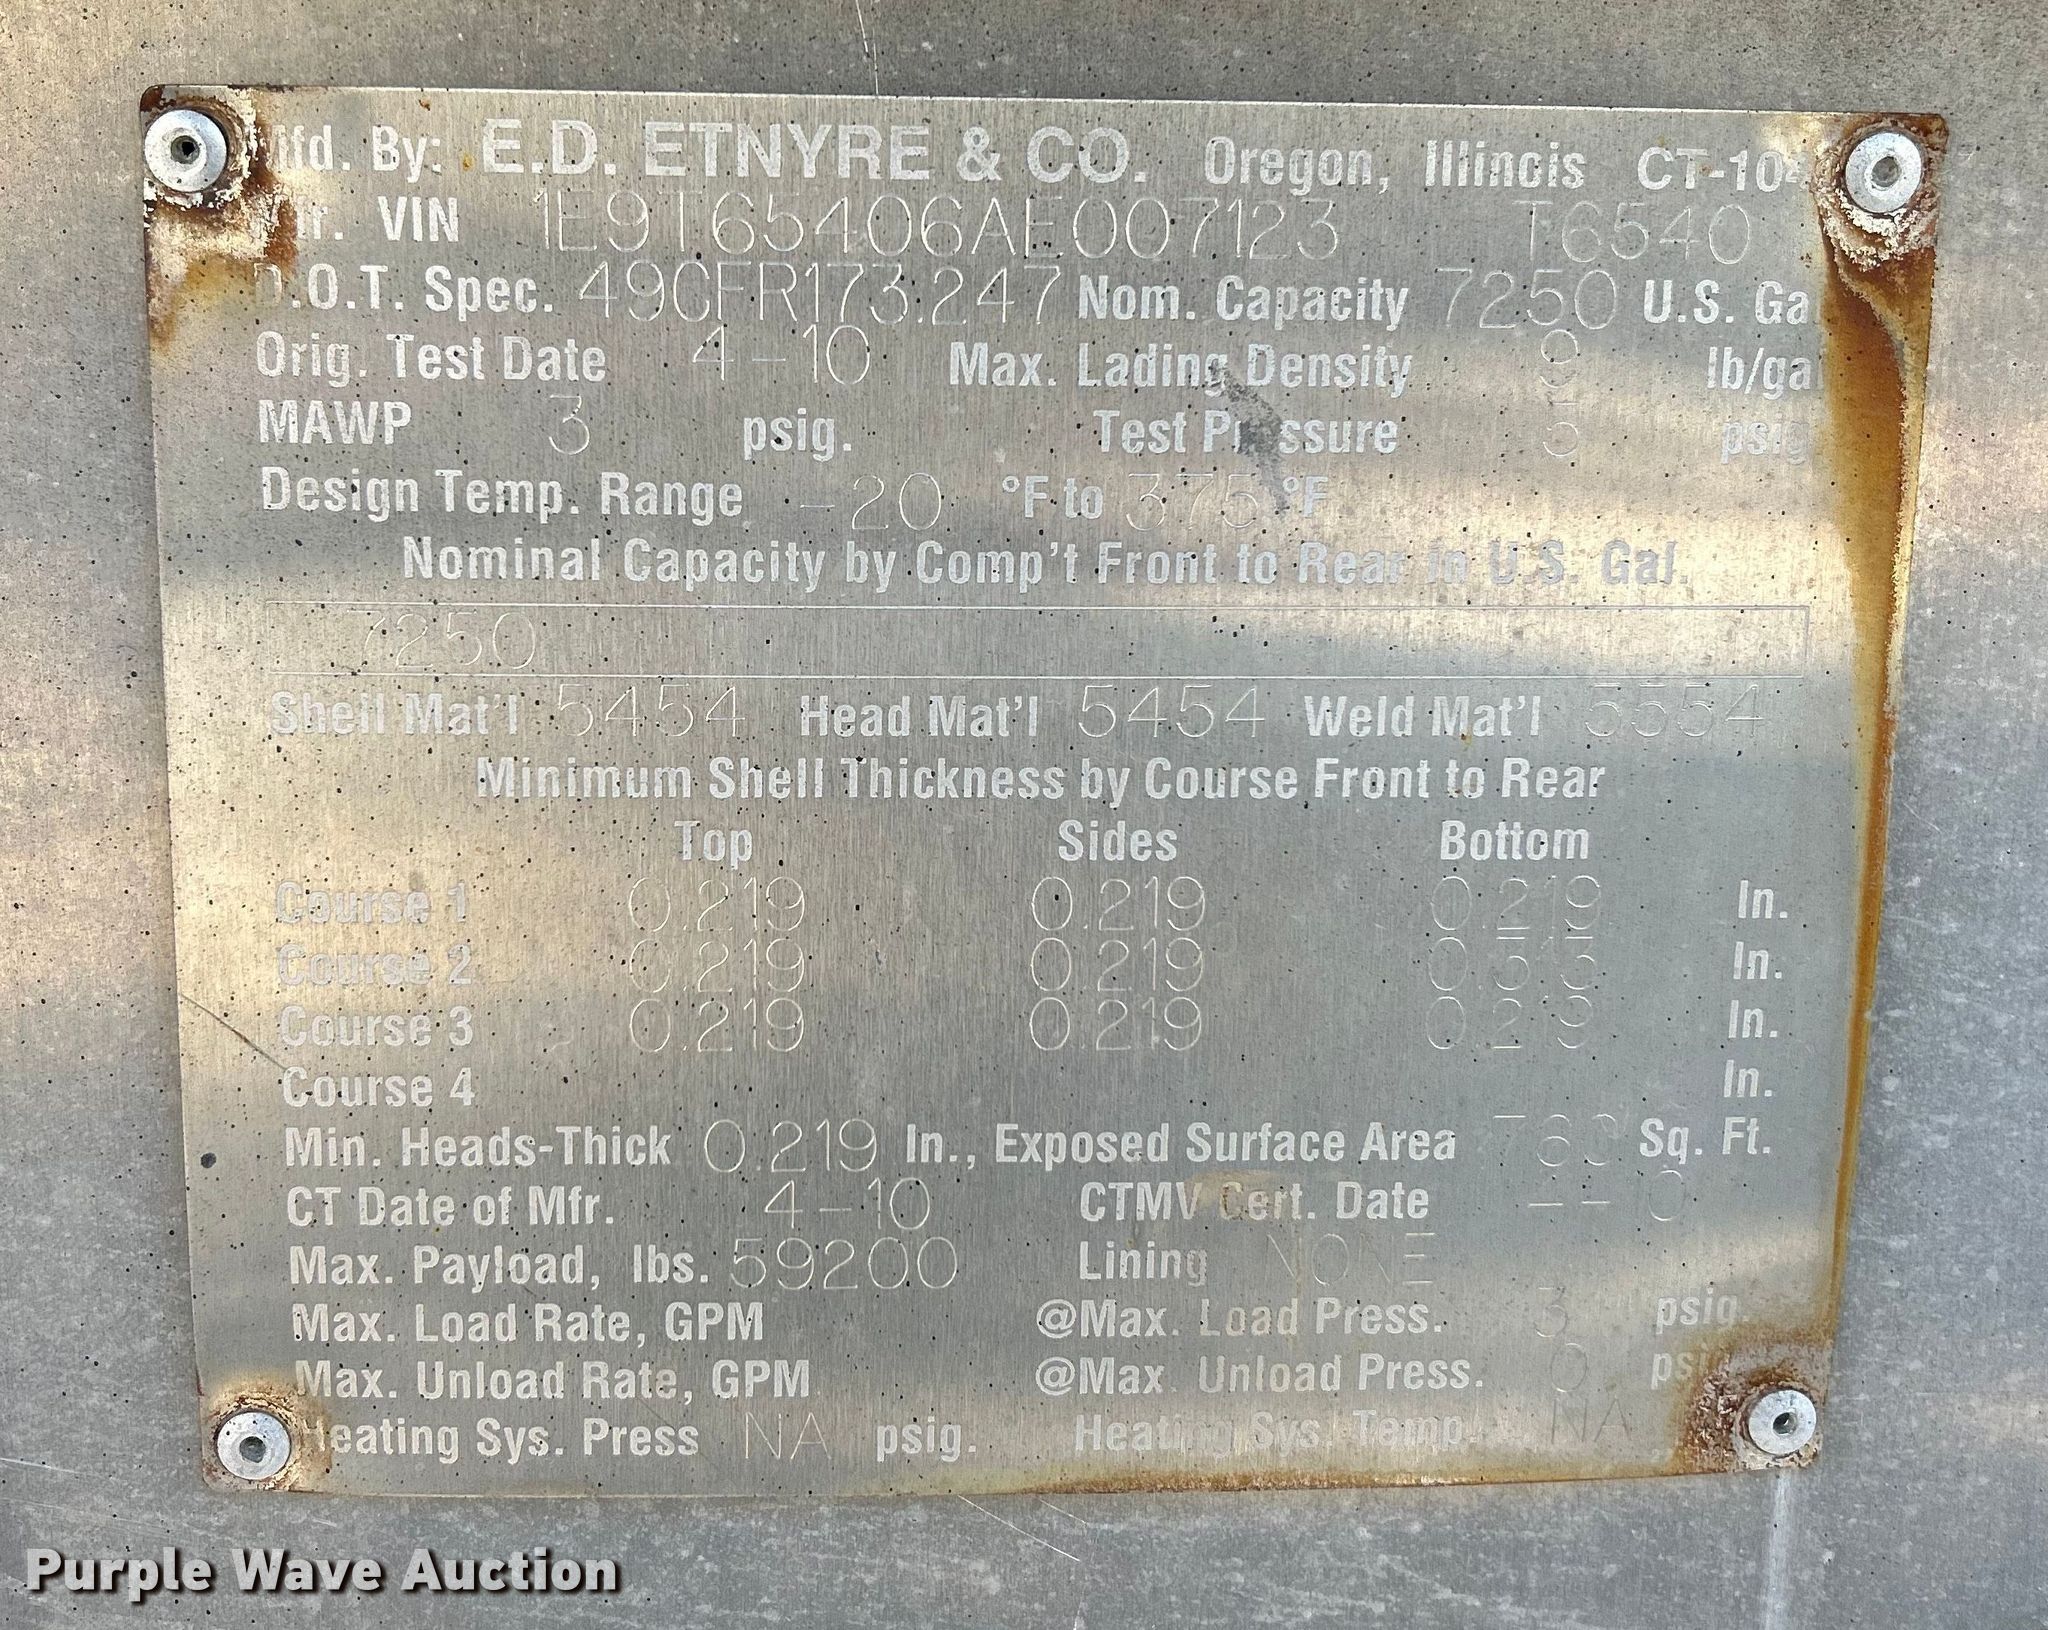 Mfd. By: E.D. ETNYRE & CO. Oregon, Illinois CT-104
Mfr. VIN 1E9T65406AE007123 T6540
D.O.T. Spec. 49CFR173.247 Nom. Capacity 7250 U.S. Gal
Orig. Test Date 4-10 Max. Lading Density 9 lb/gal
MAWP 3 psig. Test Pressure psig
Design Temp. Range -20 °F to 375 °F
Nominal Capacity by Comp't Front to Rear in U.S. Gal.
7250
Shell Mat'l 5454 Head Mat'l 5454 Weld Mat'l 5554
Minimum Shell Thickness by Course Front to Rear
Top Sides Bottom
Course 1 0.219 0.219 0.219 In.
Course 2 0.219 0.219 In.
Course 3 0.219 0.219 0.219 In.
Course 4 In.
Min. Heads-Thick 0.219 In., Exposed Surface Area Sq. Ft.
CT Date of Mfr. 4-10 CTMV Cert. Date
Max. Payload, lbs. 59200 Lining NONE
Max. Load Rate, GPM @Max. Load Press. 3 psig.
Max. Unload Rate, GPM @Max. Unload Press. 0 psig
Heating Sys. Press NA psig. Heating Sys. Temp. NA
Purple Wave Auction